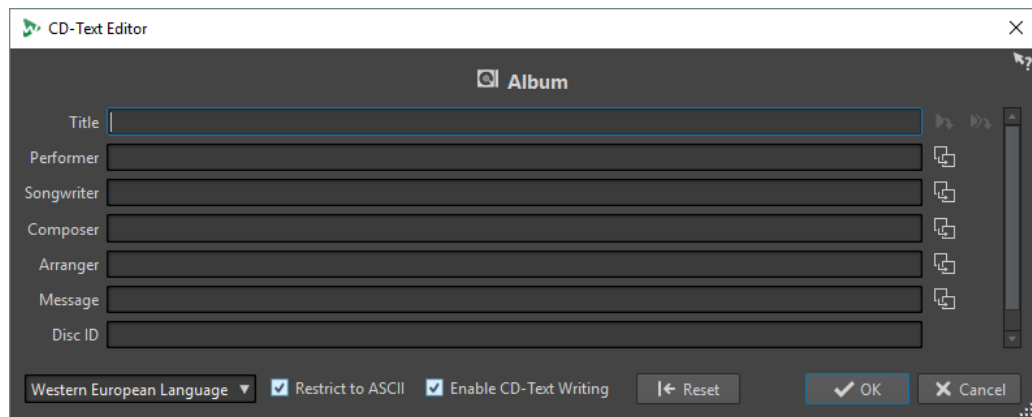 CD-Text Editor
Album
Title
Performer
Songwriter
Composer
Arranger
Message
Disc ID
Western European Language Restrict to ASCII Enable CD-Text Writing Reset OK Cancel